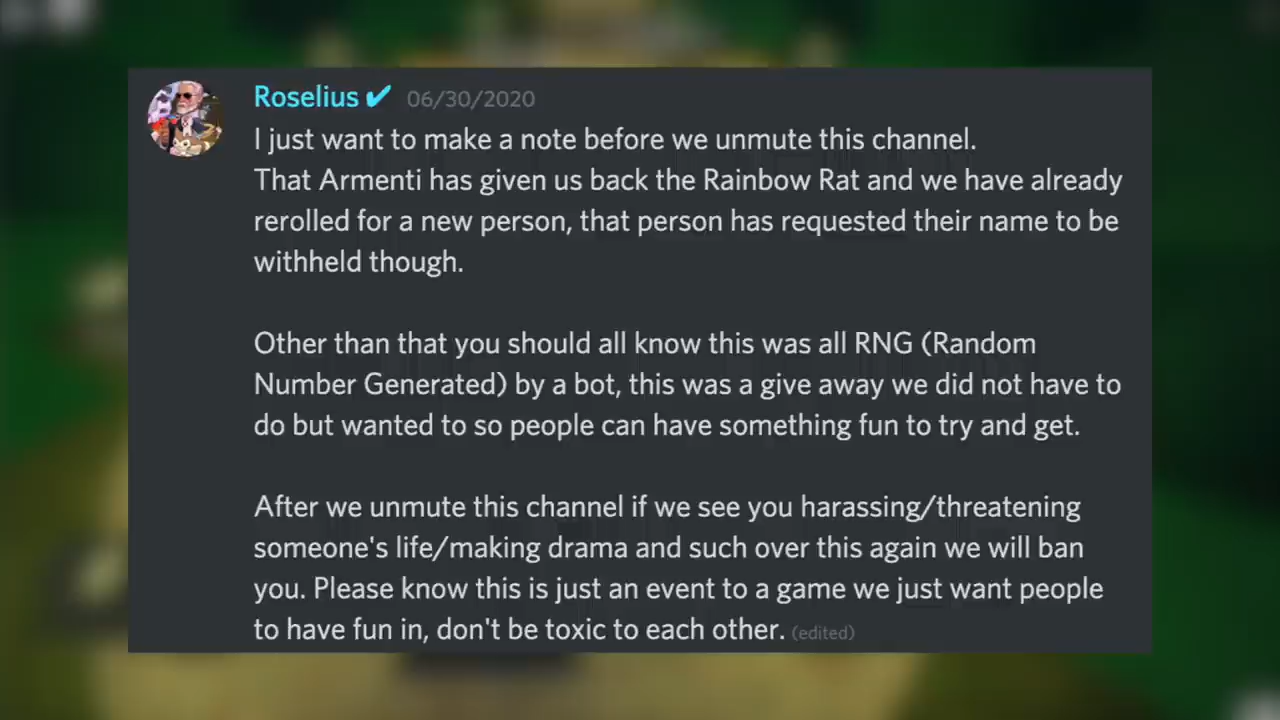 Roselius ✔ 06/30/2020
I just want to make a note before we unmute this channel.
That Armenti has given us back the Rainbow Rat and we have already
rerolled for a new person, that person has requested their name to be
withheld though.
Other than that you should all know this was all RNG (Random
Number Generated) by a bot, this was a give away we did not have to
do but wanted to so people can have something fun to try and get.
After we unmute this channel if we see you harassing/threatening
someone's life/making drama and such over this again we will ban
you. Please know this is just an event to a game we just want people
to have fun in, don't be toxic to each other. (edited)